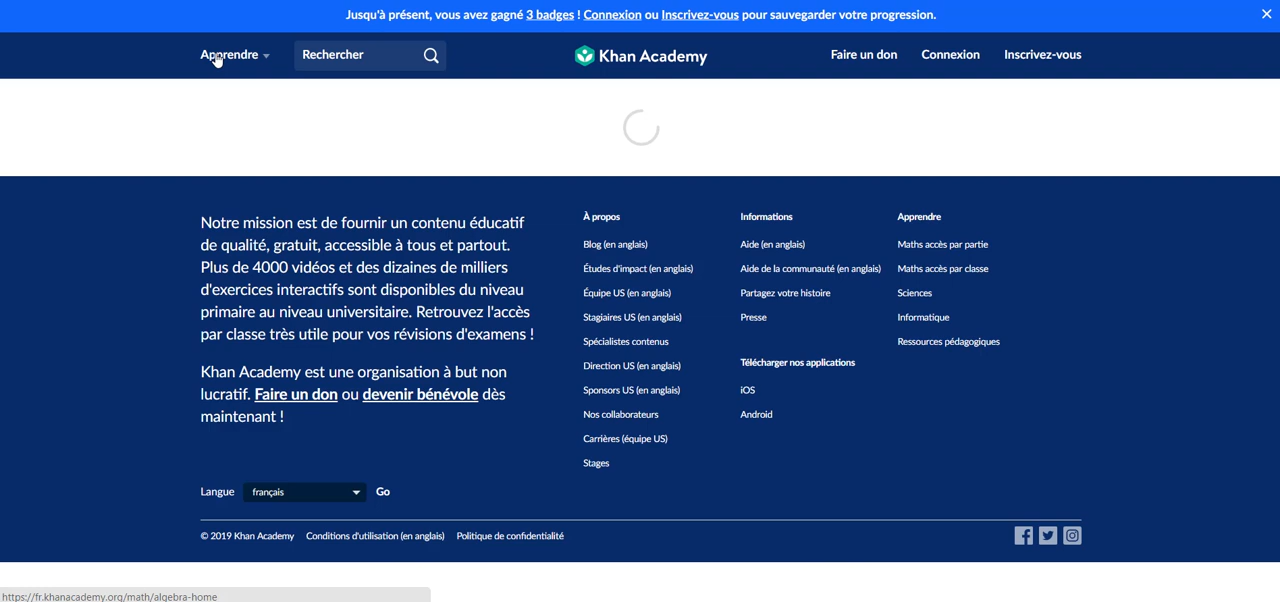 Jusqu'à présent, vous avez gagné 3 badges ! Connexion ou Inscrivez-vous pour sauvegarder votre progression.
Apprendre
Rechercher
Khan Academy
Faire un don
Connexion
Inscrivez-vous
Notre mission est de fournir un contenu éducatif
de qualité, gratuit, accessible à tous et partout.
Plus de 4000 vidéos et des dizaines de milliers
d'exercices interactifs sont disponibles du niveau
primaire au niveau universitaire. Retrouvez l'accès
par classe très utile pour vos révisions d'examens !
Khan Academy est une organisation à but non
lucratif. Faire un don ou devenir bénévole dès
maintenant !
À propos
Blog (en anglais)
Études d'impact (en anglais)
Équipe US (en anglais)
Stagiaires US (en anglais)
Spécialistes contenus
Direction US (en anglais)
Sponsors US (en anglais)
Nos collaborateurs
Carrières (équipe US)
Stages
Informations
Aide (en anglais)
Aide de la communauté (en anglais)
Partagez votre histoire
Presse
Télécharger nos applications
iOS
Android
Apprendre
Maths accès par partie
Maths accès par classe
Sciences
Informatique
Ressources pédagogiques
Langue
français
Go
© 2019 Khan Academy
Conditions d'utilisation (en anglais)
Politique de confidentialité
https://fr.khanacademy.org/math/algebra-home